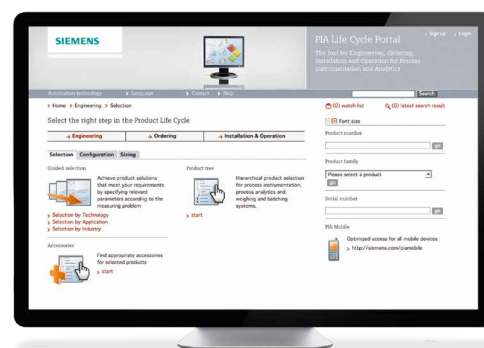 SIEMENS
PIA Life Cycle Portal
› Sign up › Login
The tool for Engineering, Ordering,
Installation and Operation for Process
Instrumentation and Analytics
Automation technology › Language › Contact › Help
Search
› Home › Engineering › Selection
(0) watch list (0) latest search result
Select the right step in the Product Life Cycle
Font size
→ Engineering → Ordering → Installation & Operation
Product number
go
Selection Configuration Sizing
Guided selection
Achieve product solutions
that meet your requirements
by specifying relevant
parameters according to the
measuring problem
› Selection by Technology
› Selection by Application
› Selection by Industry
Product tree
Hierarchical product selection
for process instrumentation,
process analytics and
weighing and batching
systems.
› start
Product family
Please select a product
go
Serial number
go
Accessories
Find appropriate accessories
for selected products
› start
PIA Mobile
Optimized access for all mobile devices
› http://siemens.com/piamobile